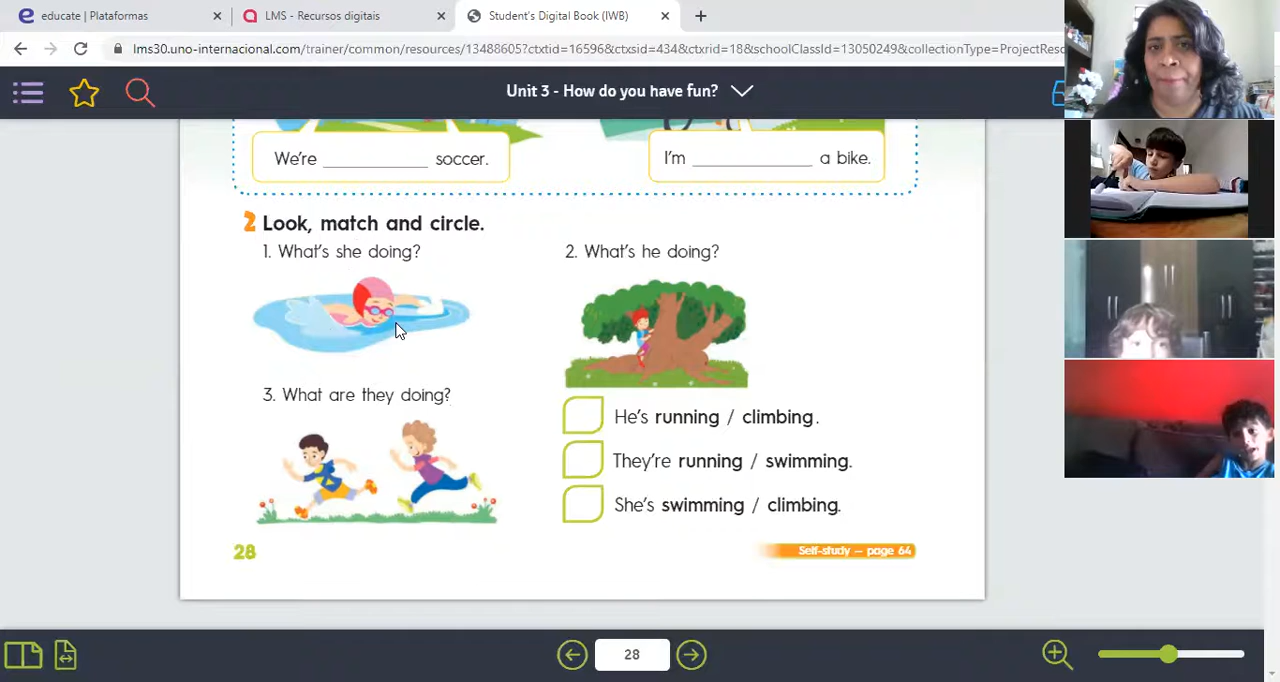 educate | Plataformas
LMS - Recursos digitais
Student's Digital Book (IWB)
lms30.uno-internacional.com/trainer/common/resources/13488605?ctxtid=16596&ctxsid=434&ctxrid=18&schoolClassId=13050249&collectionType=ProjectReso
Unit 3 - How do you have fun?
We're __________ soccer.
I'm __________ a bike.
2 Look, match and circle.
1. What's she doing?
2. What's he doing?
3. What are they doing?
He's running / climbing.
They're running / swimming.
She's swimming / climbing.
28
Self-study – page 64
28